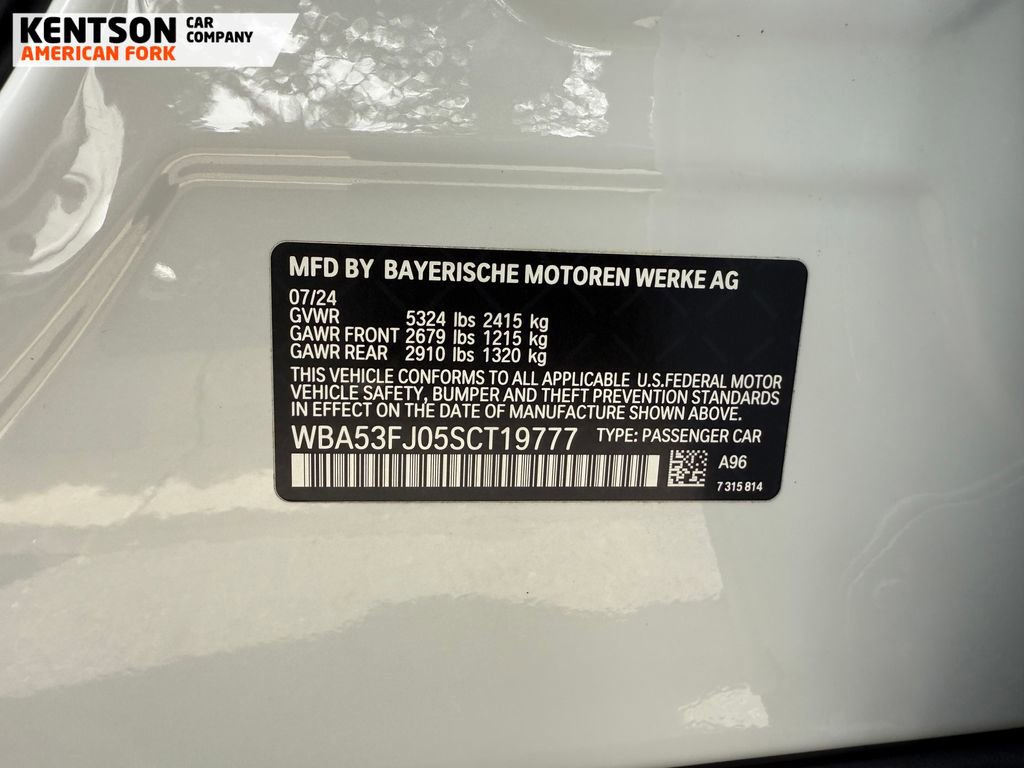 KENTSON CAR COMPANY
AMERICAN FORK
MFD BY BAYERISCHE MOTOREN WERKE AG
07/24
GVWR 5324 lbs 2415 kg
GAWR FRONT 2679 lbs 1215 kg
GAWR REAR 2910 lbs 1320 kg
THIS VEHICLE CONFORMS TO ALL APPLICABLE U.S.FEDERAL MOTOR
VEHICLE SAFETY, BUMPER AND THEFT PREVENTION STANDARDS
IN EFFECT ON THE DATE OF MANUFACTURE SHOWN ABOVE.
WBA53FJ05SCT19777 TYPE: PASSENGER CAR
A96
7 315 814